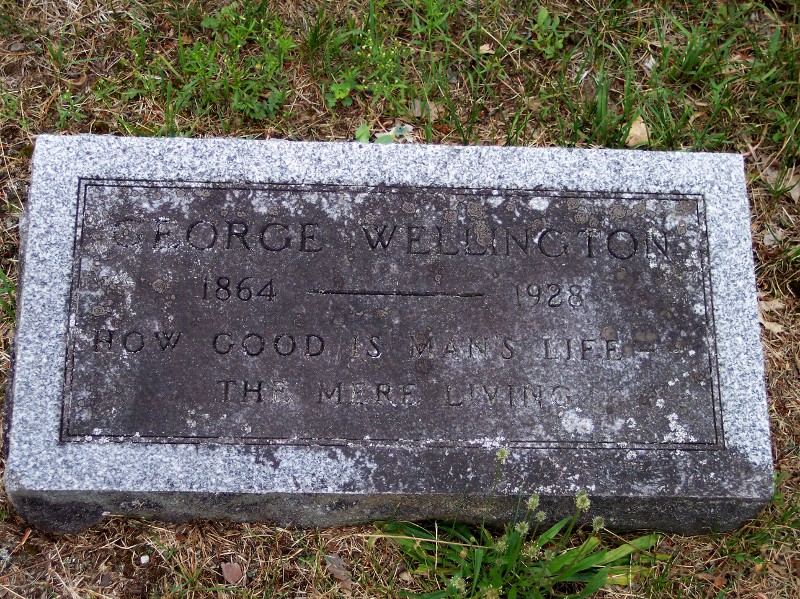 GEORGE WELLINGTON
1864 — 1928
HOW GOOD IS MAN'S LIFE —
THE MERE LIVING